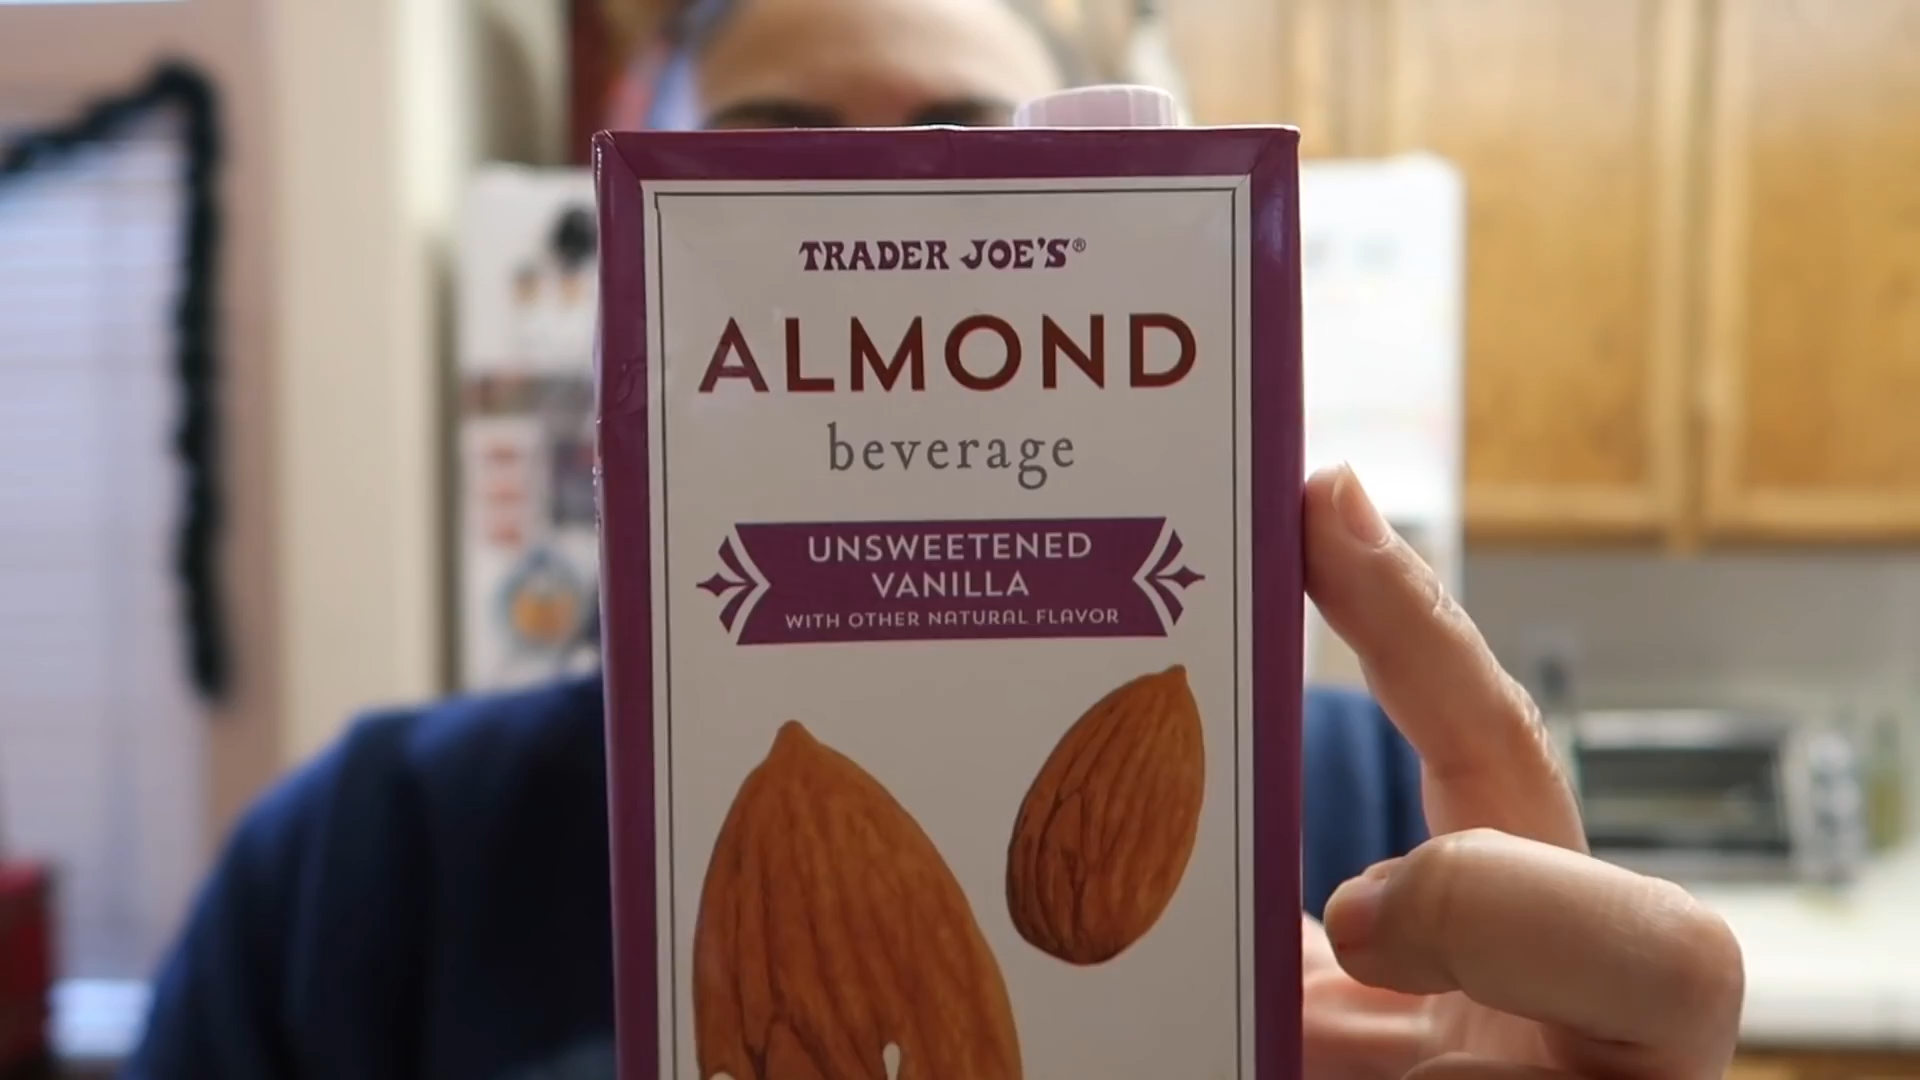 TRADER JOE'S®
ALMOND
beverage
UNSWEETENED
VANILLA
WITH OTHER NATURAL FLAVOR